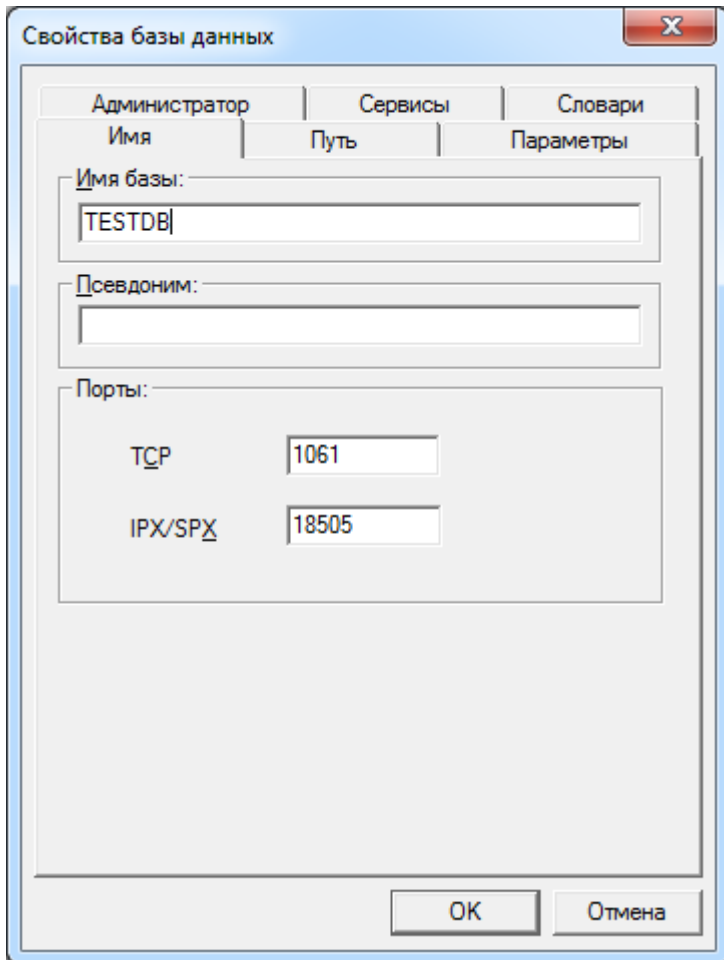 Свойства базы данных
Администратор Сервисы Словари
Имя Путь Параметры
Имя базы:
TESTDB
Псевдоним:
Порты:
TCP 1061
IPX/SPX 18505
OK Отмена